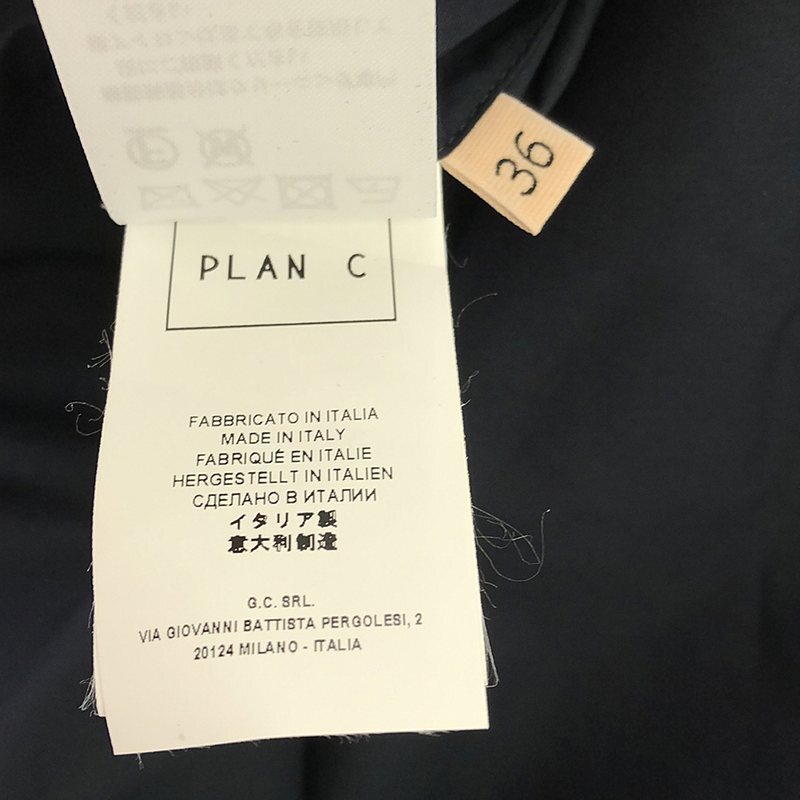 36
PLAN C
FABBRICATO IN ITALIA
MADE IN ITALY
FABRIQUÉ EN ITALIE
HERGESTELLT IN ITALIEN
СДЕЛАНО В ИТАЛИИ
イタリア製
意大利制造
G.C. SRL.
VIA GIOVANNI BATTISTA PERGOLESI, 2
20124 MILANO - ITALIA